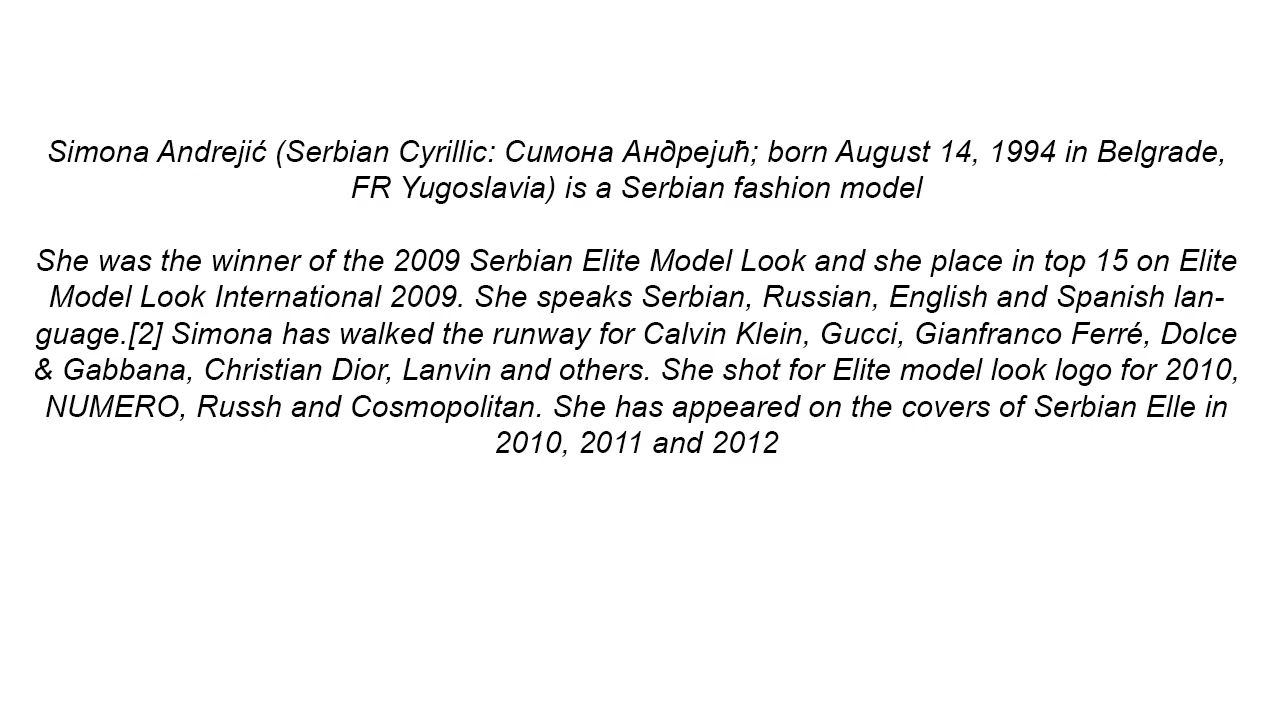 Simona Andrejić (Serbian Cyrillic: Симона Андрејић; born August 14, 1994 in Belgrade,
FR Yugoslavia) is a Serbian fashion model
She was the winner of the 2009 Serbian Elite Model Look and she place in top 15 on Elite
Model Look International 2009. She speaks Serbian, Russian, English and Spanish lan-
guage.[2] Simona has walked the runway for Calvin Klein, Gucci, Gianfranco Ferré, Dolce
& Gabbana, Christian Dior, Lanvin and others. She shot for Elite model look logo for 2010,
NUMERO, Russh and Cosmopolitan. She has appeared on the covers of Serbian Elle in
2010, 2011 and 2012